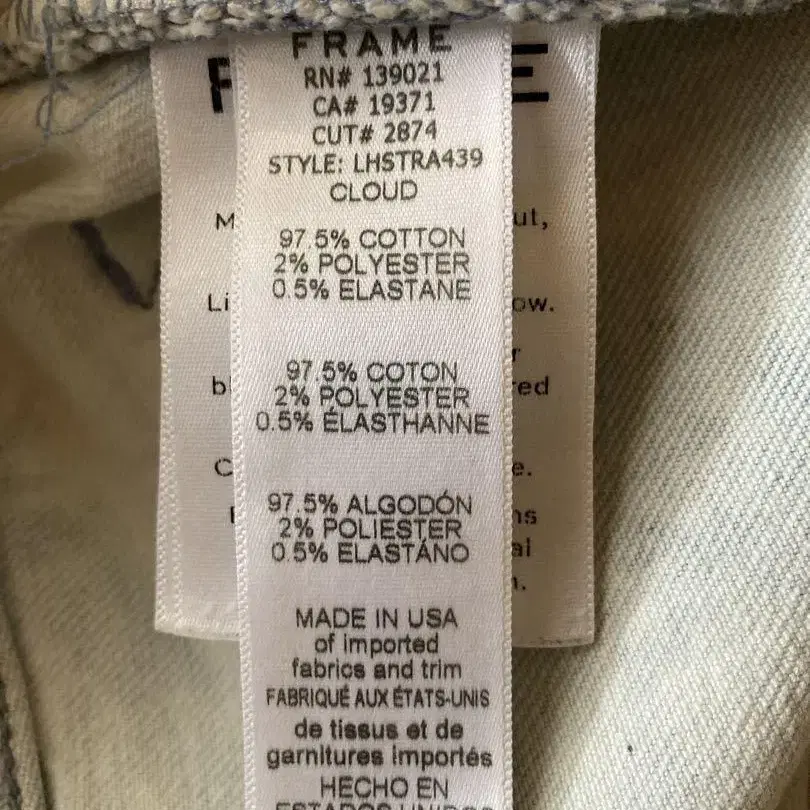 FRAME
RN# 139021
CA# 19371
CUT# 2874
STYLE: LHSTRA439
CLOUD
97.5% COTTON
2% POLYESTER
0.5% ELASTANE
97.5% COTON
2% POLYESTER
0.5% ÉLASTHANNE
97.5% ALGODÓN
2% POLIESTER
0.5% ELASTÁNO
MADE IN USA
of imported
fabrics and trim
FABRIQUÉ AUX ÉTATS-UNIS
de tissus et de
garnitures importés
HECHO EN
ESTADOS UNIDOS